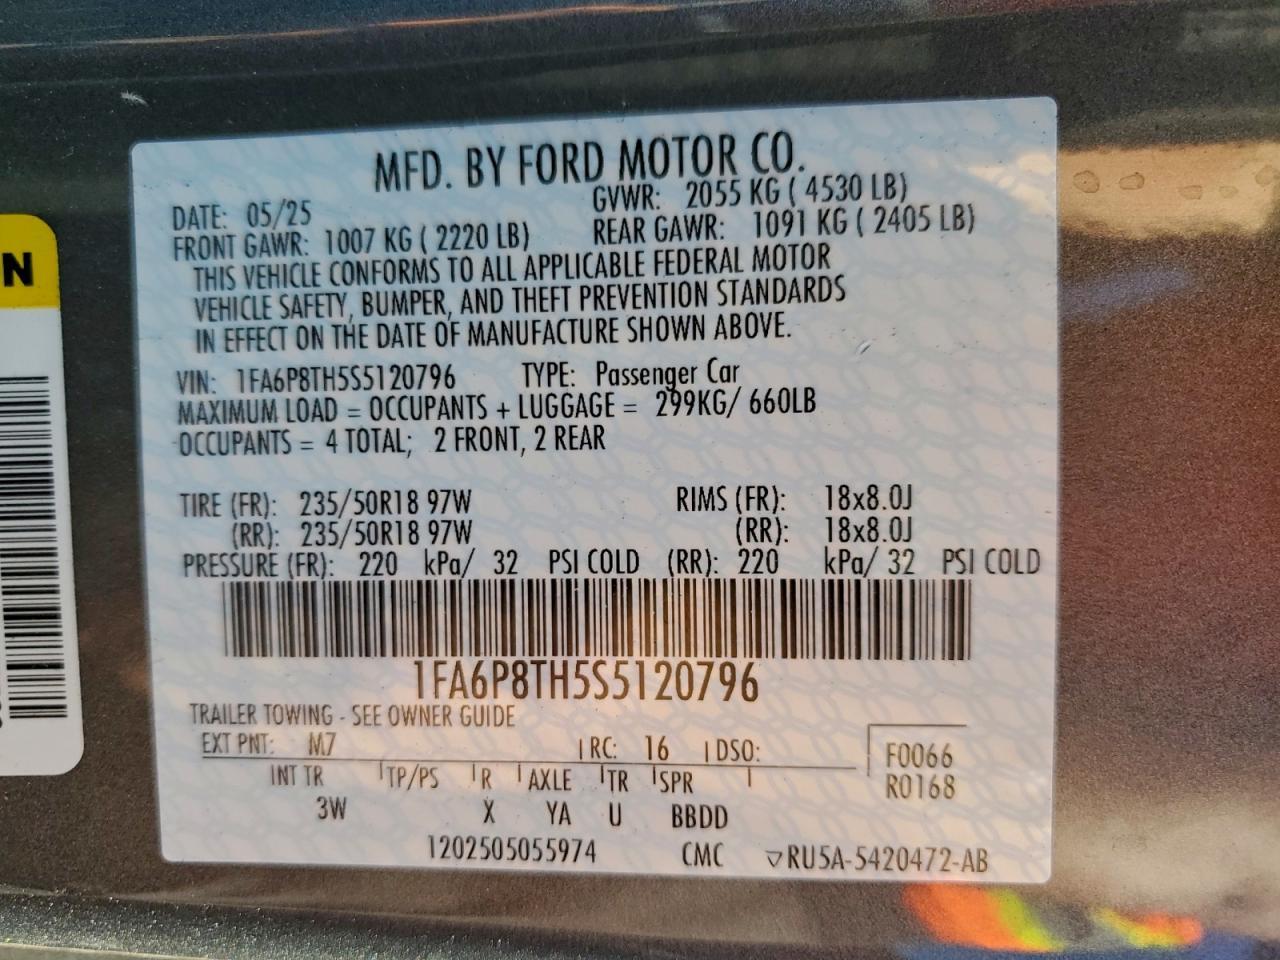 MFD. BY FORD MOTOR CO.
DATE: 05/25 GVWR: 2055 KG ( 4530 LB)
FRONT GAWR: 1007 KG ( 2220 LB) REAR GAWR: 1091 KG ( 2405 LB)
THIS VEHICLE CONFORMS TO ALL APPLICABLE FEDERAL MOTOR
VEHICLE SAFETY, BUMPER, AND THEFT PREVENTION STANDARDS
IN EFFECT ON THE DATE OF MANUFACTURE SHOWN ABOVE.
VIN: 1FA6P8TH5S5120796 TYPE: Passenger Car
MAXIMUM LOAD = OCCUPANTS + LUGGAGE = 299KG/ 660LB
OCCUPANTS = 4 TOTAL; 2 FRONT, 2 REAR
TIRE (FR): 235/50R18 97W RIMS (FR): 18x8.0J
(RR): 235/50R18 97W (RR): 18x8.0J
PRESSURE (FR): 220 kPa/ 32 PSI COLD (RR): 220 kPa/ 32 PSI COLD
1FA6P8TH5S5120796
TRAILER TOWING - SEE OWNER GUIDE
EXT PNT: M7 RC: 16 DSO: F0066
INT TR TP/PS R AXLE TR SPR R0168
3W X YA U BBDD
1202505055974 CMC RU5A-5420472-AB
N